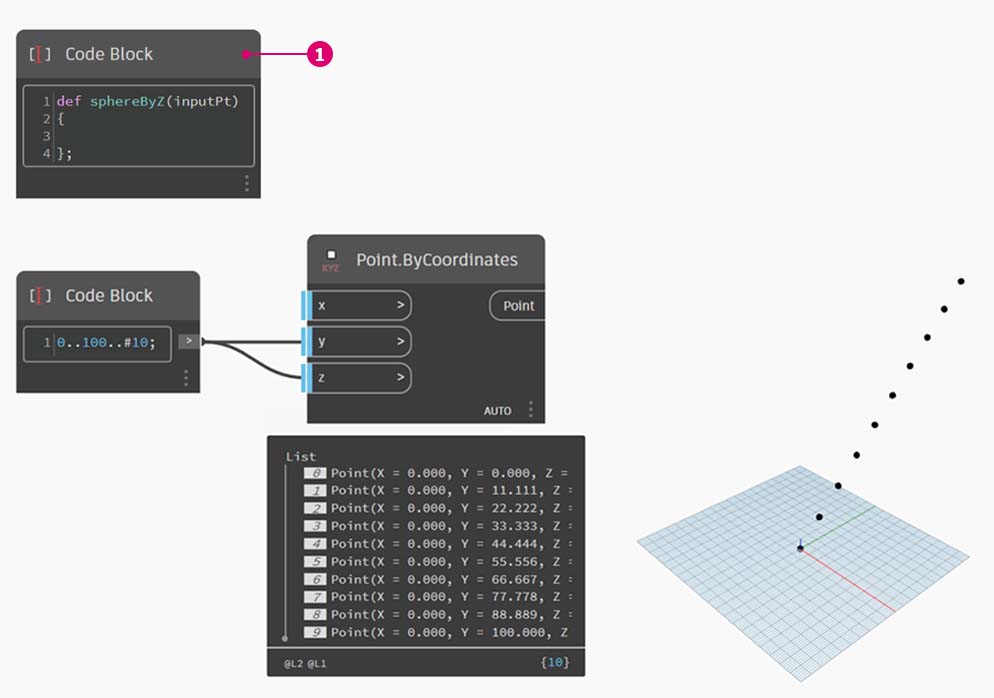 [I] Code Block
1
1 def sphereByZ(inputPt)
2 {
3
4 };
[I] Code Block
1 0..100..#10; >
XYZ Point.ByCoordinates
x > Point
y >
z >
AUTO
List
0 Point(X = 0.000, Y = 0.000, Z =
1 Point(X = 0.000, Y = 11.111, Z =
2 Point(X = 0.000, Y = 22.222, Z =
3 Point(X = 0.000, Y = 33.333, Z =
4 Point(X = 0.000, Y = 44.444, Z =
5 Point(X = 0.000, Y = 55.556, Z =
6 Point(X = 0.000, Y = 66.667, Z =
7 Point(X = 0.000, Y = 77.778, Z =
8 Point(X = 0.000, Y = 88.889, Z =
9 Point(X = 0.000, Y = 100.000, Z
@L2 @L1 {10}